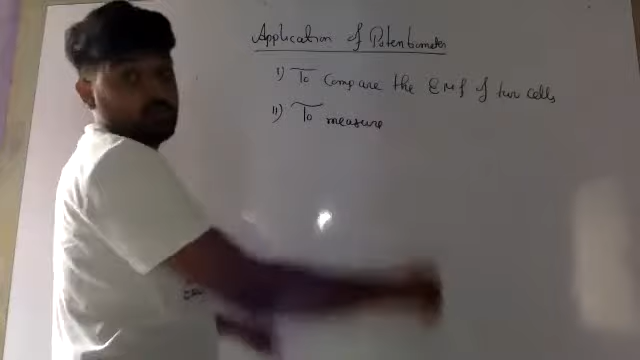 Application of Potentiometer
i) To Compare the EMf of two cells
ii) To measure